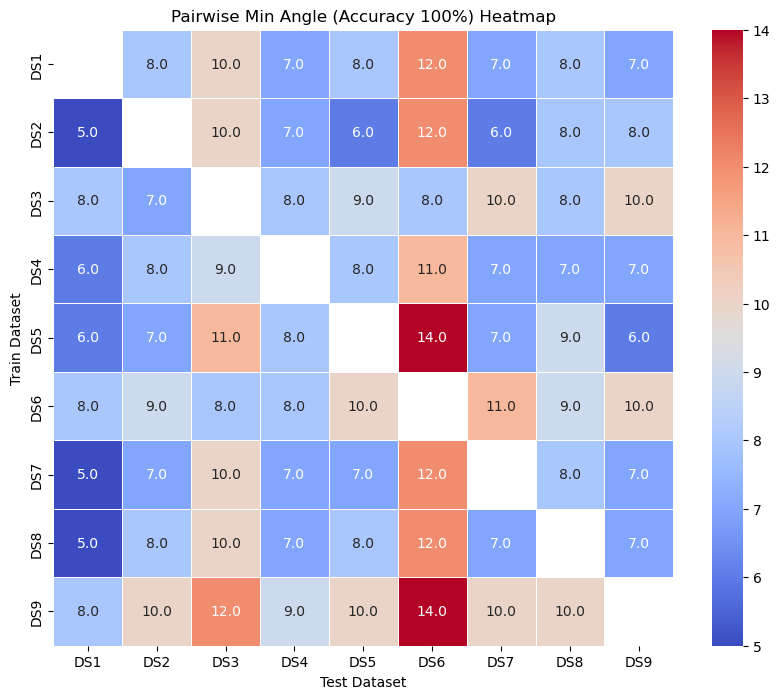 Pairwise Min Angle (Accuracy 100%) Heatmap
DS1 8.0 10.0 7.0 8.0 12.0 7.0 8.0 7.0
DS2 5.0 10.0 7.0 6.0 12.0 6.0 8.0 8.0
DS3 8.0 7.0 8.0 9.0 8.0 10.0 8.0 10.0
DS4 6.0 8.0 9.0 8.0 11.0 7.0 7.0 7.0
DS5 6.0 7.0 11.0 8.0 14.0 7.0 9.0 6.0
DS6 8.0 9.0 8.0 8.0 10.0 11.0 9.0 10.0
DS7 5.0 7.0 10.0 7.0 7.0 12.0 8.0 7.0
DS8 5.0 8.0 10.0 7.0 8.0 12.0 7.0 7.0
DS9 8.0 10.0 12.0 9.0 10.0 14.0 10.0 10.0
DS1 DS2 DS3 DS4 DS5 DS6 DS7 DS8 DS9
Test Dataset
Train Dataset
14
13
12
11
10
9
8
7
6
5